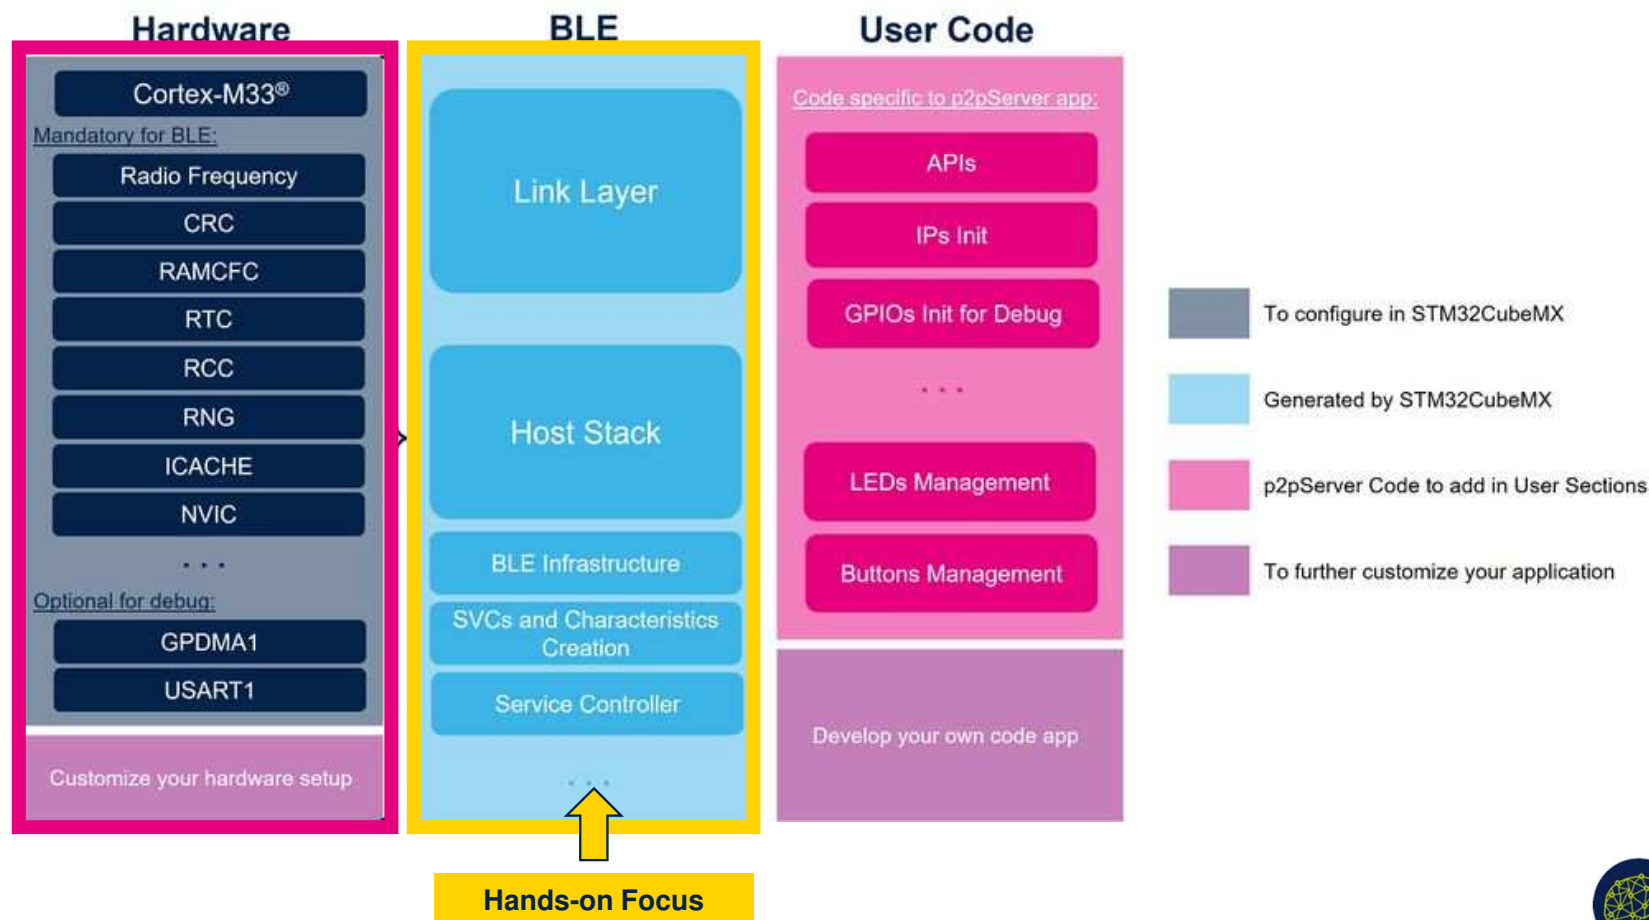 Hardware
Cortex-M33®
Mandatory for BLE:
Radio Frequency
CRC
RAMCFC
RTC
RCC
RNG
ICACHE
NVIC
...
Optional for debug:
GPDMA1
USART1
Customize your hardware setup
BLE
Link Layer
Host Stack
BLE Infrastructure
SVCs and Characteristics
Creation
Service Controller
...
Hands-on Focus
User Code
Code specific to p2pServer app:
APIs
IPs Init
GPIOs Init for Debug
...
LEDs Management
Buttons Management
Develop your own code app
To configure in STM32CubeMX
Generated by STM32CubeMX
p2pServer Code to add in User Sections
To further customize your application